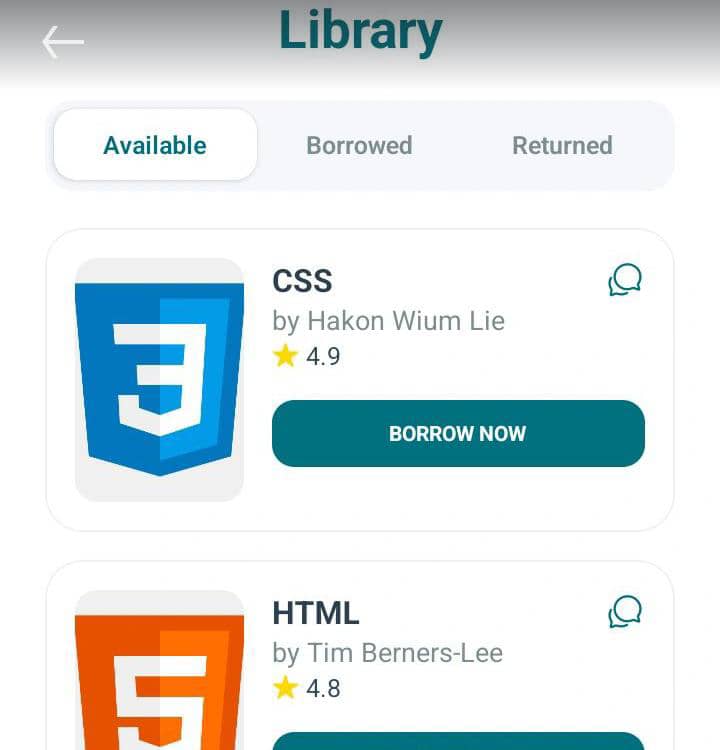 Library
Available
Borrowed
Returned
CSS
by Hakon Wium Lie
4.9
BORROW NOW
HTML
by Tim Berners-Lee
4.8